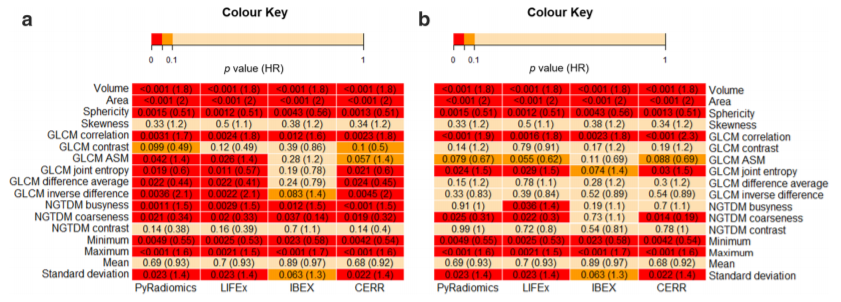 a
Colour Key
0 0.1 1
p value (HR)
Volume <0.001 (1.8) <0.001 (1.8) <0.001 (1.8) <0.001 (1.8)
Area <0.001 (2) <0.001 (2) <0.001 (2) <0.001 (2)
Sphericity 0.0015 (0.51) 0.0012 (0.51) 0.0043 (0.56) 0.0013 (0.51)
Skewness 0.33 (1.2) 0.5 (1.1) 0.38 (1.2) 0.34 (1.2)
GLCM correlation 0.0031 (1.7) 0.0024 (1.8) 0.012 (1.6) 0.0023 (1.8)
GLCM contrast 0.099 (0.49) 0.12 (0.49) 0.39 (0.86) 0.1 (0.5)
GLCM ASM 0.042 (1.4) 0.026 (1.4) 0.28 (1.2) 0.057 (1.4)
GLCM joint entropy 0.019 (0.6) 0.011 (0.57) 0.19 (0.78) 0.021 (0.6)
GLCM difference average 0.022 (0.44) 0.022 (0.41) 0.24 (0.79) 0.024 (0.45)
GLCM inverse difference 0.0038 (2.1) 0.0022 (2.1) 0.083 (1.4) 0.0045 (2)
NGTDM busyness 0.0011 (1.5) 0.0029 (1.5) 0.012 (1.5) <0.001 (1.5)
NGTDM coarseness 0.021 (0.34) 0.02 (0.33) 0.037 (0.14) 0.019 (0.32)
NGTDM contrast 0.14 (0.38) 0.16 (0.39) 0.7 (1.1) 0.14 (0.4)
Minimum 0.0049 (0.55) 0.0025 (0.53) 0.023 (0.58) 0.0042 (0.54)
Maximum <0.001 (1.6) 0.0021 (1.5) <0.001 (1.7) <0.001 (1.6)
Mean 0.69 (0.93) 0.7 (0.93) 0.89 (0.97) 0.68 (0.92)
Standard deviation 0.023 (1.4) 0.023 (1.4) 0.063 (1.3) 0.022 (1.4)
PyRadiomics LIFEx IBEX CERR
b
Colour Key
0 0.1 1
p value (HR)
<0.001 (1.8) <0.001 (1.8) <0.001 (1.8) <0.001 (1.8) Volume
<0.001 (2) <0.001 (2) <0.001 (2) <0.001 (2) Area
0.0015 (0.51) 0.0012 (0.51) 0.0043 (0.56) 0.0013 (0.51) Sphericity
0.33 (1.2) 0.5 (1.1) 0.38 (1.2) 0.34 (1.2) Skewness
<0.001 (1.9) 0.0016 (1.8) 0.0023 (1.8) <0.001 (2.3) GLCM correlation
0.14 (1.2) 0.79 (0.91) 0.17 (1.2) 0.19 (1.2) GLCM contrast
0.079 (0.67) 0.055 (0.62) 0.11 (0.69) 0.088 (0.69) GLCM ASM
0.024 (1.5) 0.029 (1.5) 0.074 (1.4) 0.03 (1.5) GLCM joint entropy
0.15 (1.2) 0.78 (1.1) 0.28 (1.2) 0.3 (1.2) GLCM difference average
0.33 (0.83) 0.39 (0.84) 0.52 (0.89) 0.54 (0.89) GLCM inverse difference
0.91 (1) 0.036 (1.4) 0.19 (1.1) 0.7 (1.1) NGTDM busyness
0.025 (0.31) 0.022 (0.3) 0.73 (1.1) 0.014 (0.19) NGTDM coarseness
0.99 (1) 0.72 (0.8) 0.54 (0.81) 0.78 (1) NGTDM contrast
0.0049 (0.55) 0.0025 (0.53) 0.023 (0.58) 0.0042 (0.54) Minimum
<0.001 (1.6) 0.0021 (1.5) <0.001 (1.7) <0.001 (1.6) Maximum
0.69 (0.93) 0.7 (0.93) 0.89 (0.97) 0.68 (0.92) Mean
0.023 (1.4) 0.023 (1.4) 0.063 (1.3) 0.022 (1.4) Standard deviation
PyRadiomics LIFEx IBEX CERR